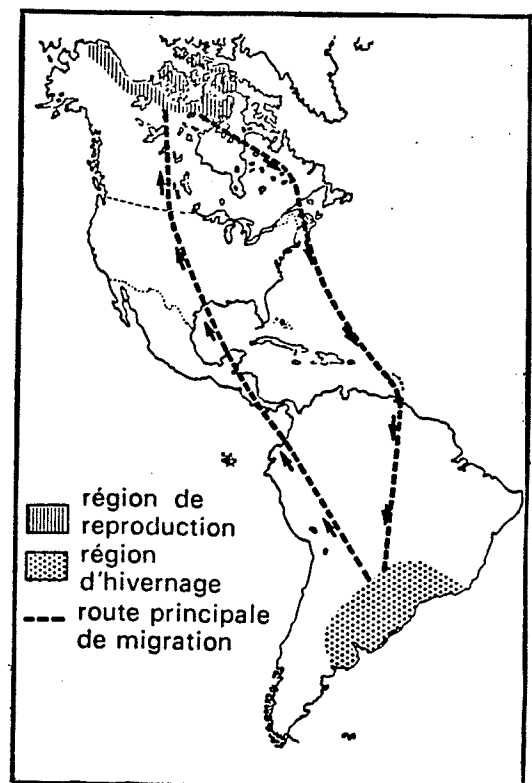 région de
reproduction
région
d'hivernage
route principale
de migration